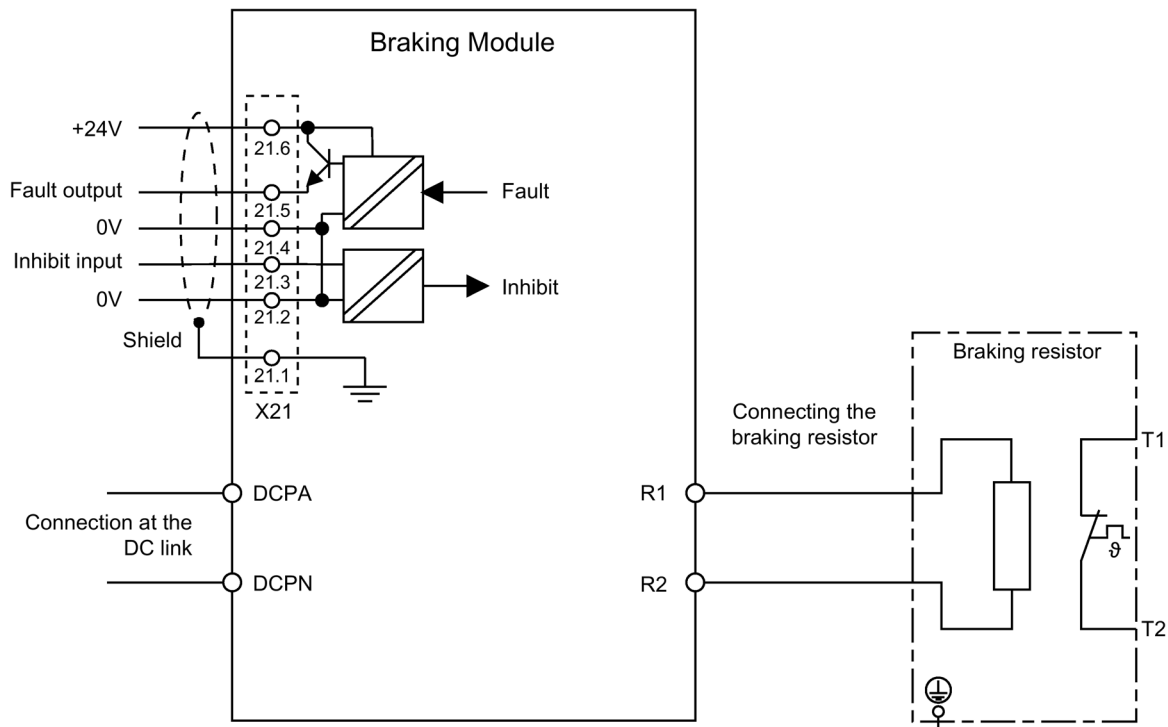 Braking Module
+24V
21.6
Fault output
21.5
Fault
0V
21.4
Inhibit input
21.3
Inhibit
0V
21.2
Shield
21.1
X21
Braking resistor
Connecting the
braking resistor
T1
DCPA
R1
Connection at the
DC link
ϑ
DCPN
R2
T2